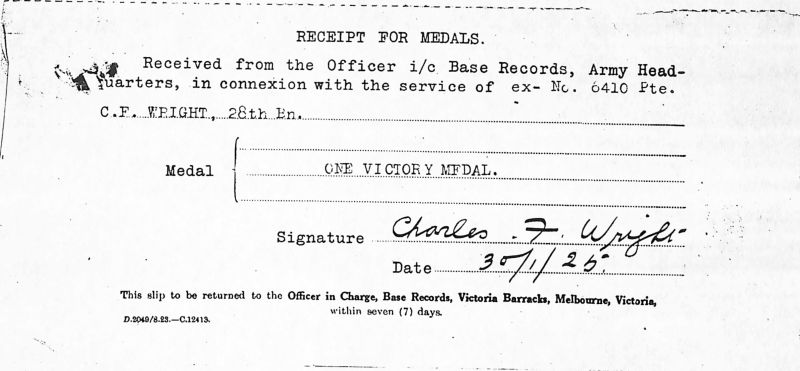 RECEIPT FOR MEDALS.
Received from the Officer i/c Base Records, Army Head-
quarters, in connexion with the service of ex- No. 6410 Pte.
C.F. WRIGHT, 28th Bn.
Medal
ONE VICTORY MEDAL.
Signature Charles F. Wright
Date 30/1/25.
This slip to be returned to the Officer in Charge, Base Records, Victoria Barracks, Melbourne, Victoria,
within seven (7) days.
D.2049/8.23.—C.12413.